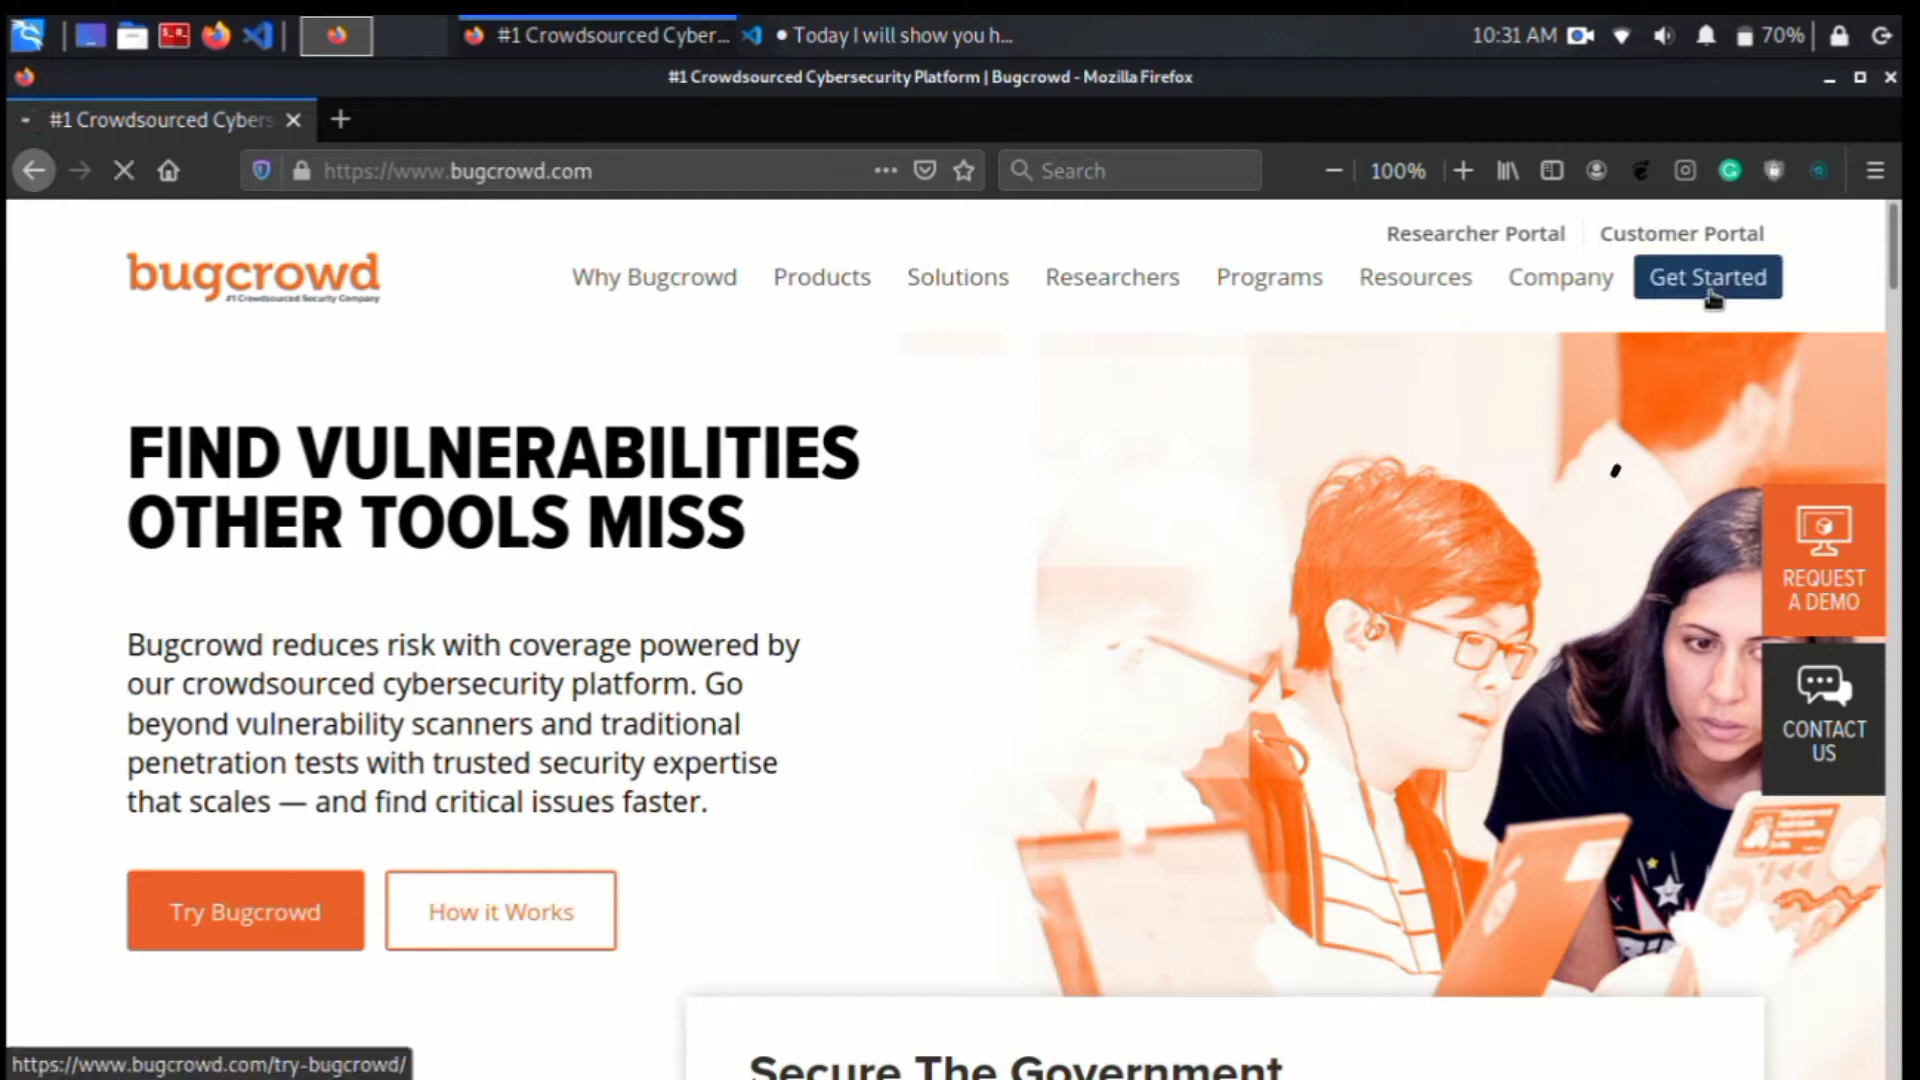 #1 Crowdsourced Cyber...
Today I will show you h...
10:31 AM
70%
#1 Crowdsourced Cybersecurity Platform | Bugcrowd - Mozilla Firefox
#1 Crowdsourced Cybers
https://www.bugcrowd.com
Search
100%
Researcher Portal
Customer Portal
bugcrowd
#1 Crowdsourced Security Company
Why Bugcrowd
Products
Solutions
Researchers
Programs
Resources
Company
Get Started
FIND VULNERABILITIES
OTHER TOOLS MISS
Bugcrowd reduces risk with coverage powered by
our crowdsourced cybersecurity platform. Go
beyond vulnerability scanners and traditional
penetration tests with trusted security expertise
that scales — and find critical issues faster.
Try Bugcrowd
How it Works
REQUEST
A DEMO
CONTACT
US
Secure The Government
https://www.bugcrowd.com/try-bugcrowd/